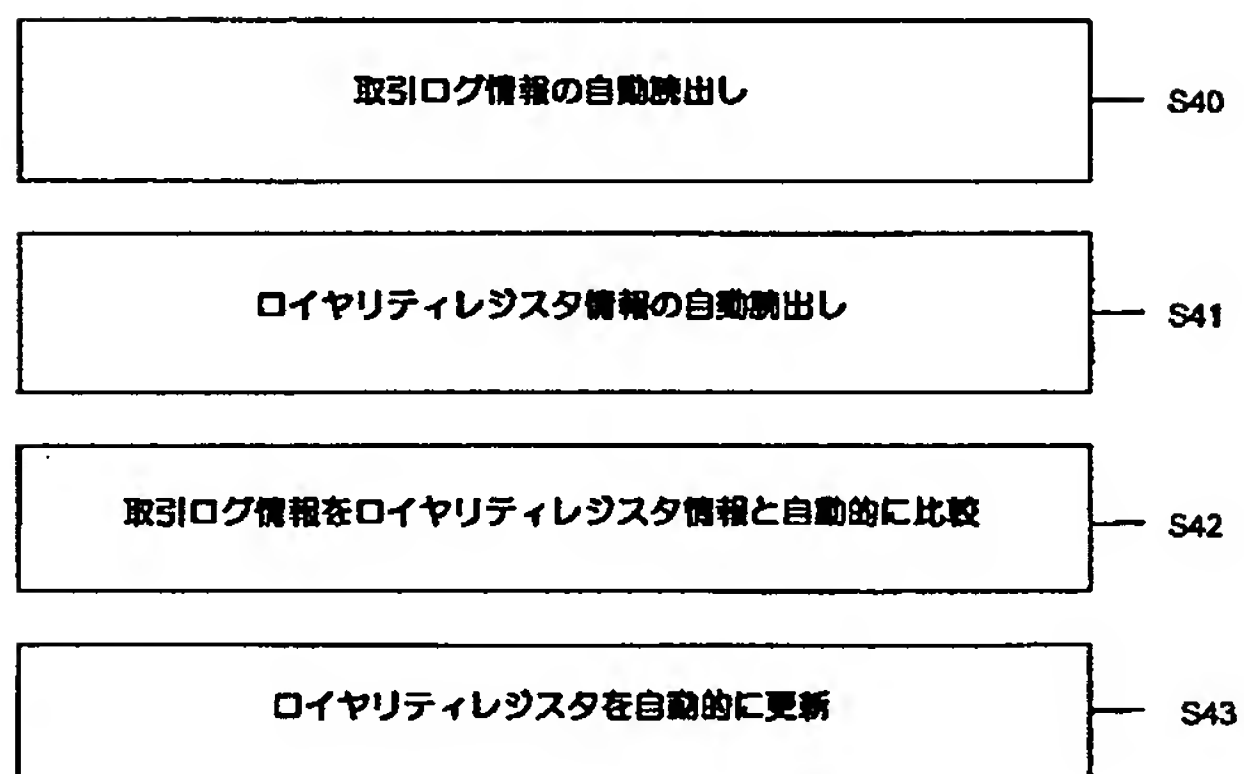 取引ログ情報の自動読出し
S40
ロイヤリティレジスタ情報の自動読出し
S41
取引ログ情報をロイヤリティレジスタ情報と自動的に比較
S42
ロイヤリティレジスタを自動的に更新
S43